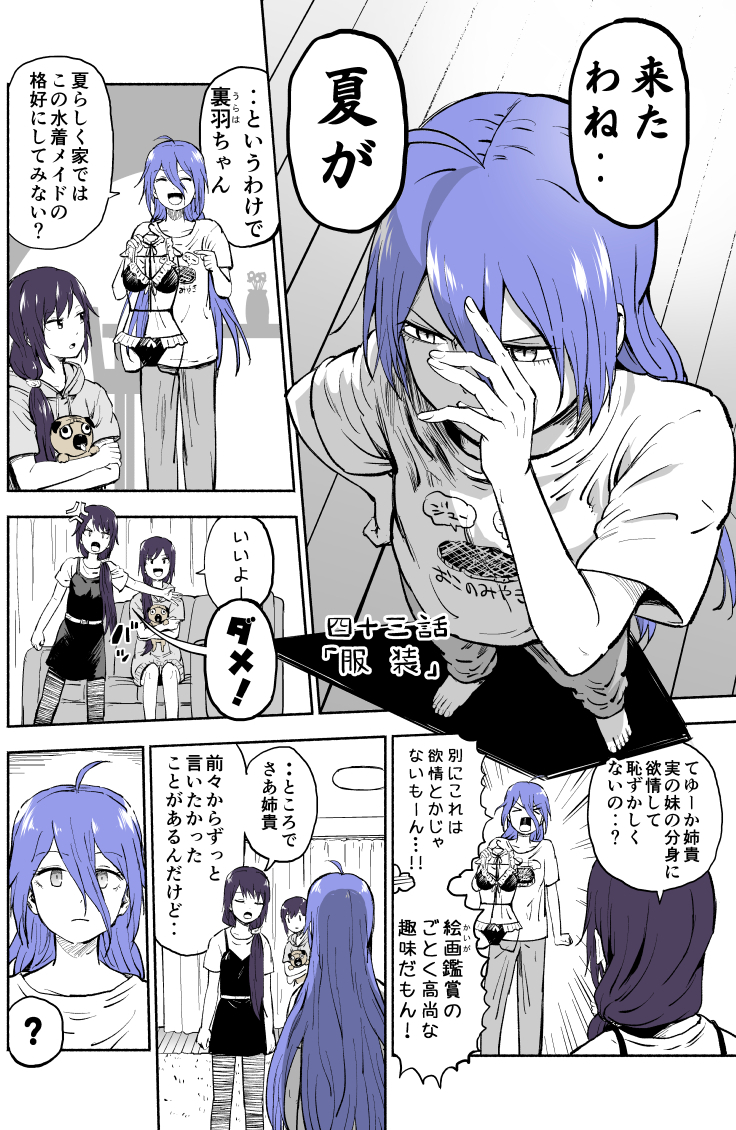 夏が
来た
わね‥
おこのみやき
四十三話
「服装」
‥というわけで
裏羽ちゃん
うらは
夏らしく家では
この水着メイドの
格好にしてみない？
みやき
いいよー
ダメ！
バッ
てゆーか姉貴
実の妹の分身に
欲情して
恥ずかしく
ないの‥？
別にこれは
欲情とかじゃ
ないもーん…!!
絵画鑑賞の
かいが
ごとく高尚な
趣味だもん！
‥ところで
さあ姉貴
前々からずっと
言いたかった
ことがあるんだけど‥
？